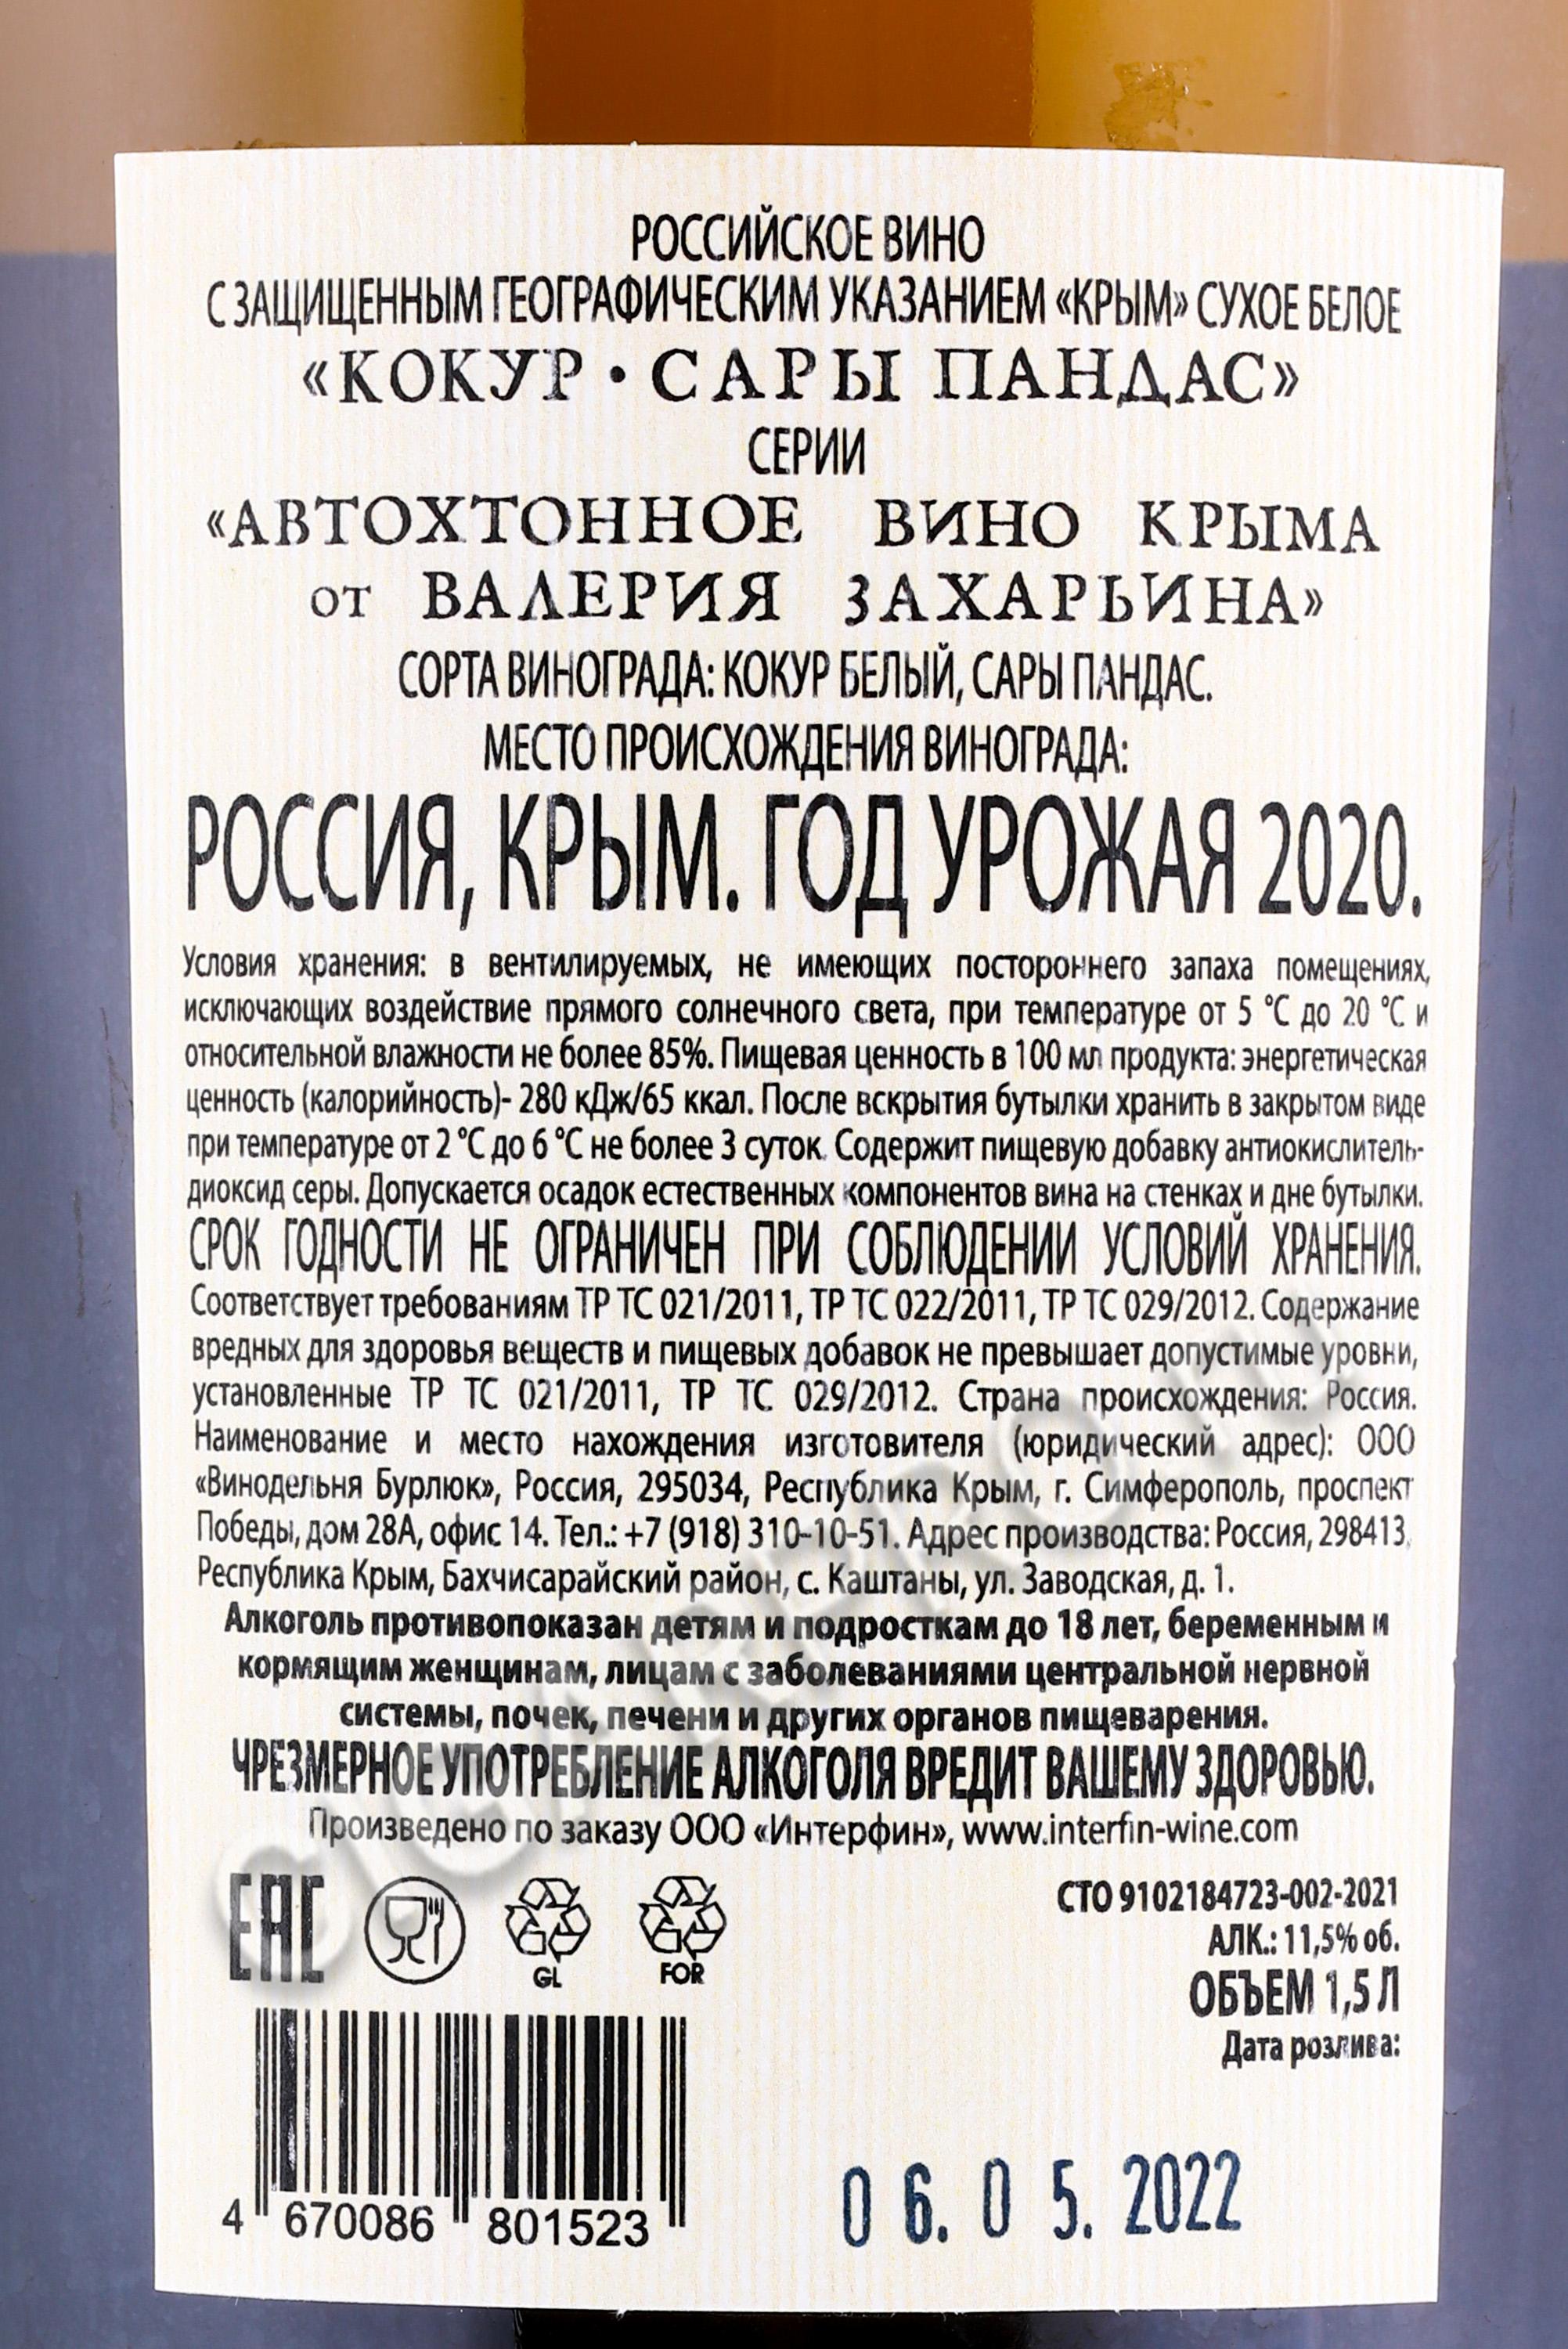 РОССИЙСКОЕ ВИНО
С ЗАЩИЩЕННЫМ ГЕОГРАФИЧЕСКИМ УКАЗАНИЕМ «КРЫМ» СУХОЕ БЕЛОЕ
«КОКУР • САРЫ ПАНДАС»
СЕРИИ
«АВТОХТОННОЕ ВИНО КРЫМА
от ВАЛЕРИЯ ЗАХАРЬИНА»
СОРТА ВИНОГРАДА: КОКУР БЕЛЫЙ, САРЫ ПАНДАС.
МЕСТО ПРОИСХОЖДЕНИЯ ВИНОГРАДА:
РОССИЯ, КРЫМ. ГОД УРОЖАЯ 2020.
Условия хранения: в вентилируемых, не имеющих постороннего запаха помещениях,
исключающих воздействие прямого солнечного света, при температуре от 5 °С до 20 °С и
относительной влажности не более 85%. Пищевая ценность в 100 мл продукта: энергетическая
ценность (калорийность)- 280 кДж/65 ккал. После вскрытия бутылки хранить в закрытом виде
при температуре от 2 °С до 6 °С не более 3 суток. Содержит пищевую добавку антиокислитель-
диоксид серы. Допускается осадок естественных компонентов вина на стенках и дне бутылки.
СРОК ГОДНОСТИ НЕ ОГРАНИЧЕН ПРИ СОБЛЮДЕНИИ УСЛОВИЙ ХРАНЕНИЯ.
Соответствует требованиям ТР ТС 021/2011, ТР ТС 022/2011, ТР ТС 029/2012. Содержание
вредных для здоровья веществ и пищевых добавок не превышает допустимые уровни,
установленные ТР ТС 021/2011, ТР ТС 029/2012. Страна происхождения: Россия.
Наименование и место нахождения изготовителя (юридический адрес): ООО
«Винодельня Бурлюк», Россия, 295034, Республика Крым, г. Симферополь, проспект
Победы, дом 28А, офис 14. Тел.: +7 (918) 310-10-51. Адрес производства: Россия, 298413,
Республика Крым, Бахчисарайский район, с. Каштаны, ул. Заводская, д. 1.
Алкоголь противопоказан детям и подросткам до 18 лет, беременным и
кормящим женщинам, лицам с заболеваниями центральной нервной
системы, почек, печени и других органов пищеварения.
ЧРЕЗМЕРНОЕ УПОТРЕБЛЕНИЕ АЛКОГОЛЯ ВРЕДИТ ВАШЕМУ ЗДОРОВЬЮ.
Произведено по заказу ООО «Интерфин», www.interfin-wine.com
ЕАС
GL
FOR
СТО 9102184723-002-2021
АЛК.: 11,5% об.
ОБЪЕМ 1,5 Л
Дата розлива:
4 670086 801523
06.05.2022